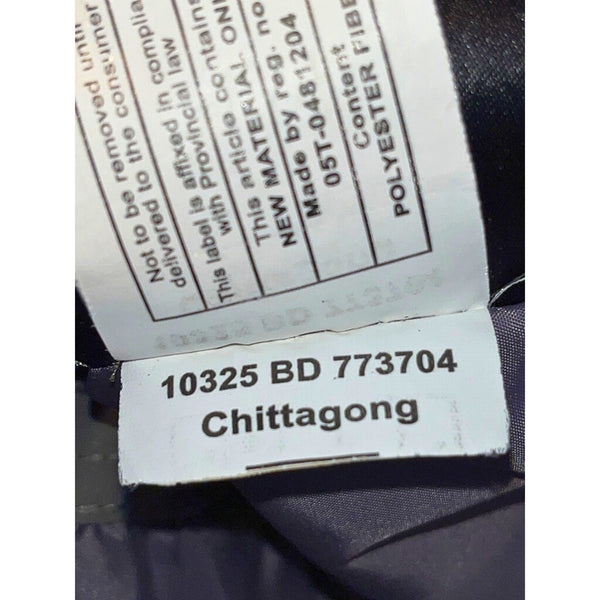 Not to be removed until
delivered to the consumer
This label is affixed in complia
with Provincial law
This article contains
NEW MATERIAL ONL
Made by reg. no
05T-0481204
Content
POLYESTER FIBE
10325 BD 773704
Chittagong